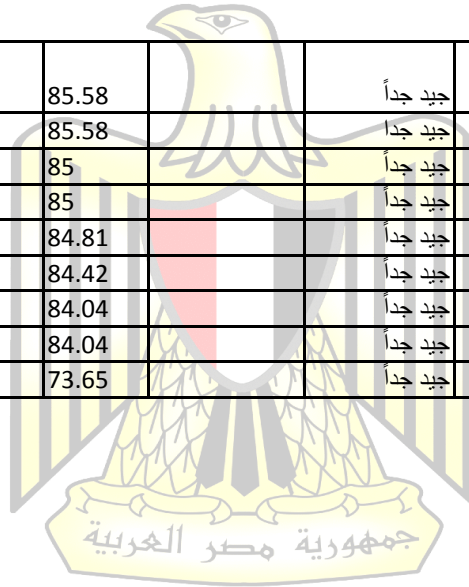 جيد جداً 85.58
جيد جدا 85.58
جيد جداً 85
جيد جداً 85
جيد جداً 84.81
جيد جداً 84.42
جيد جداً 84.04
جيد جداً 84.04
جيد جداً 73.65
جمهورية مصر العربية